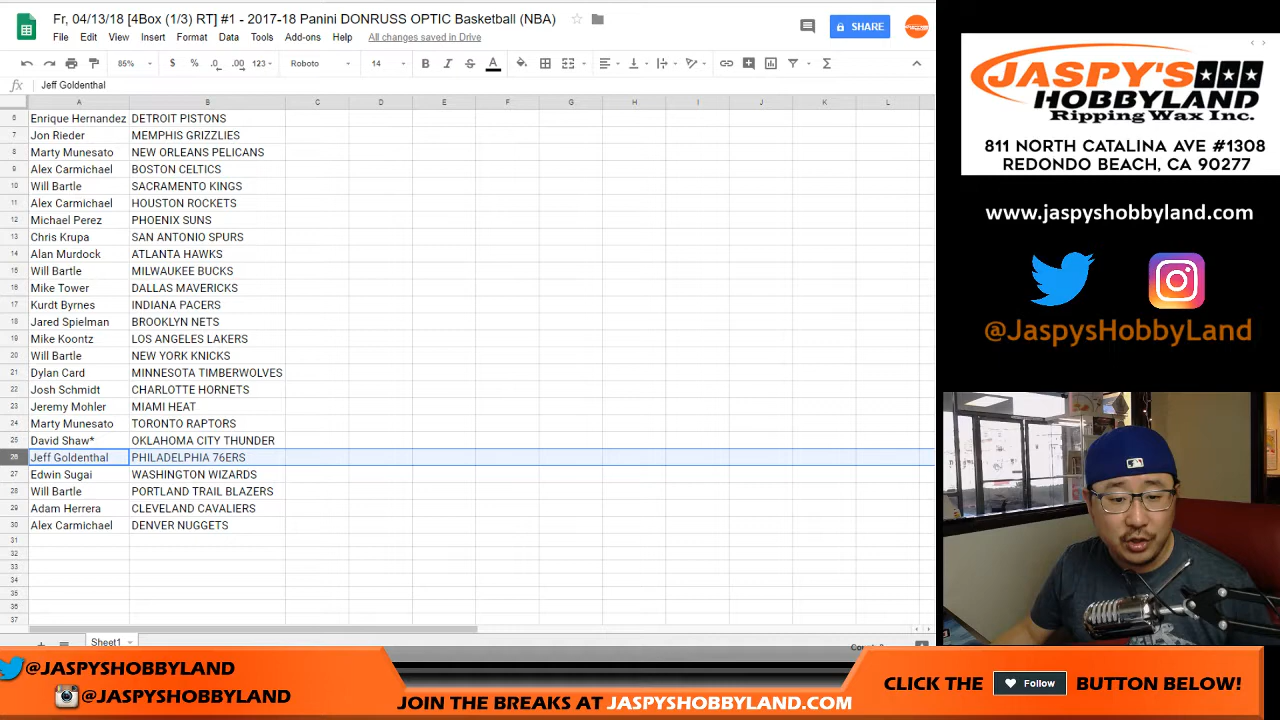 Fr, 04/13/18 [4Box (1/3) RT] #1 - 2017-18 Panini DONRUSS OPTIC Basketball (NBA)
File Edit View Insert Format Data Tools Add-ons Help All changes saved in Drive
SHARE
85% $ % .0 .00 123 Roboto 14 B I S A
fx Jeff Goldenthal
A B C D E F G H I J K L
6 Enrique Hernandez DETROIT PISTONS
7 Jon Rieder MEMPHIS GRIZZLIES
8 Marty Munesato NEW ORLEANS PELICANS
9 Alex Carmichael BOSTON CELTICS
10 Will Bartle SACRAMENTO KINGS
11 Alex Carmichael HOUSTON ROCKETS
12 Michael Perez PHOENIX SUNS
13 Chris Krupa SAN ANTONIO SPURS
14 Alan Murdock ATLANTA HAWKS
15 Will Bartle MILWAUKEE BUCKS
16 Mike Tower DALLAS MAVERICKS
17 Kurdt Byrnes INDIANA PACERS
18 Jared Spielman BROOKLYN NETS
19 Mike Koontz LOS ANGELES LAKERS
20 Will Bartle NEW YORK KNICKS
21 Dylan Card MINNESOTA TIMBERWOLVES
22 Josh Schmidt CHARLOTTE HORNETS
23 Jeremy Mohler MIAMI HEAT
24 Marty Munesato TORONTO RAPTORS
25 David Shaw* OKLAHOMA CITY THUNDER
26 Jeff Goldenthal PHILADELPHIA 76ERS
27 Edwin Sugai WASHINGTON WIZARDS
28 Will Bartle PORTLAND TRAIL BLAZERS
29 Adam Herrera CLEVELAND CAVALIERS
30 Alex Carmichael DENVER NUGGETS
31
32
33
34
35
36
37
Sheet1
JASPY'S
HOBBYLAND
Ripping Wax Inc.
811 NORTH CATALINA AVE #1308
REDONDO BEACH, CA 90277
www.jaspyshobbyland.com
@JaspysHobbyLand
@JASPYSHOBBYLAND
@JASPYSHOBBYLAND
JOIN THE BREAKS AT JASPYSHOBBYLAND.COM
CLICK THE Follow BUTTON BELOW!